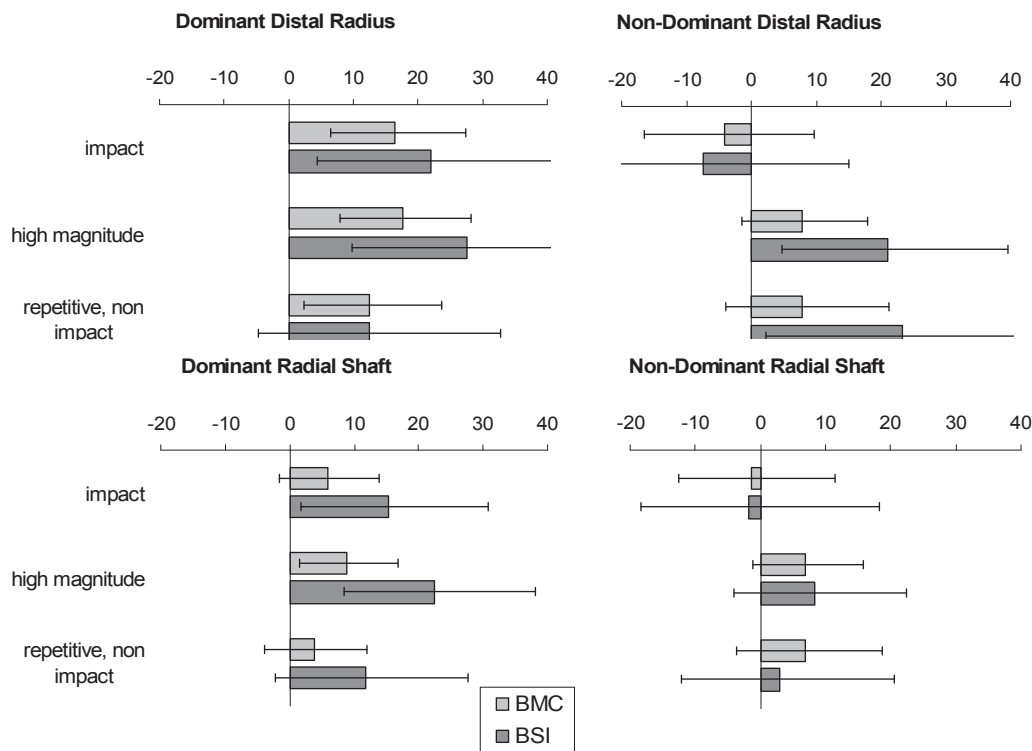 Dominant Distal Radius
Non-Dominant Distal Radius
-20 -10 0 10 20 30 40
-20 -10 0 10 20 30 40
impact
high magnitude
repetitive, non
impact
Dominant Radial Shaft
Non-Dominant Radial Shaft
-20 -10 0 10 20 30 40
-20 -10 0 10 20 30 40
impact
high magnitude
repetitive, non
impact
BMC
BSI